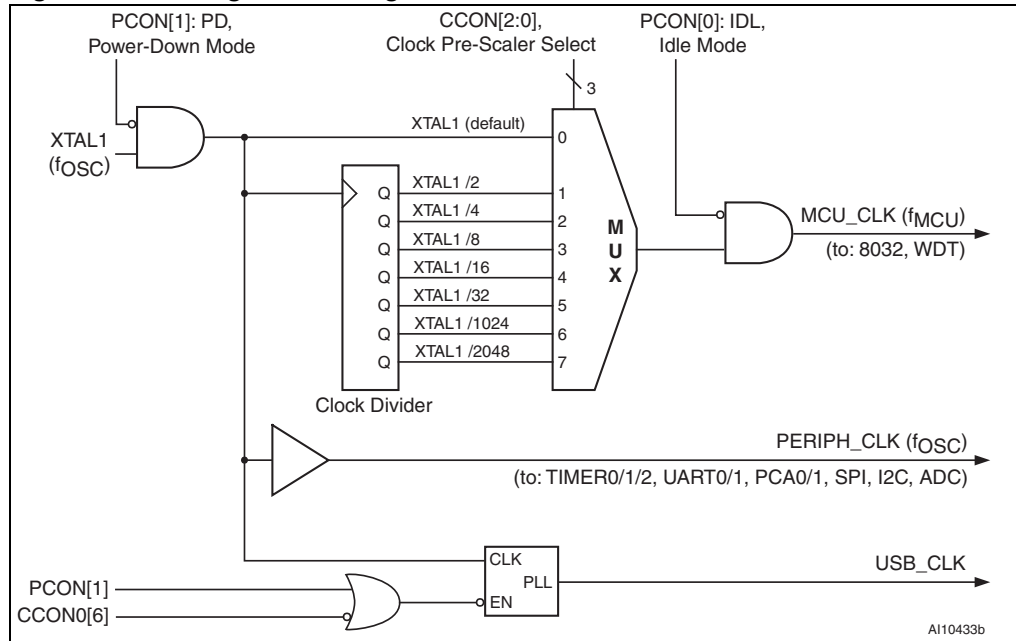 PCON[1]: PD,
Power-Down Mode
CCON[2:0],
Clock Pre-Scaler Select
PCON[0]: IDL,
Idle Mode
3
XTAL1
(fOSC)
XTAL1 (default)
0
Q
XTAL1 /2
1
Q
XTAL1 /4
2
Q
XTAL1 /8
3
Q
XTAL1 /16
4
Q
XTAL1 /32
5
Q
XTAL1 /1024
6
Q
XTAL1 /2048
7
M
U
X
MCU_CLK (fMCU)
(to: 8032, WDT)
Clock Divider
PERIPH_CLK (fOSC)
(to: TIMER0/1/2, UART0/1, PCA0/1, SPI, I2C, ADC)
CLK
PLL
EN
USB_CLK
PCON[1]
CCON0[6]
AI10433b